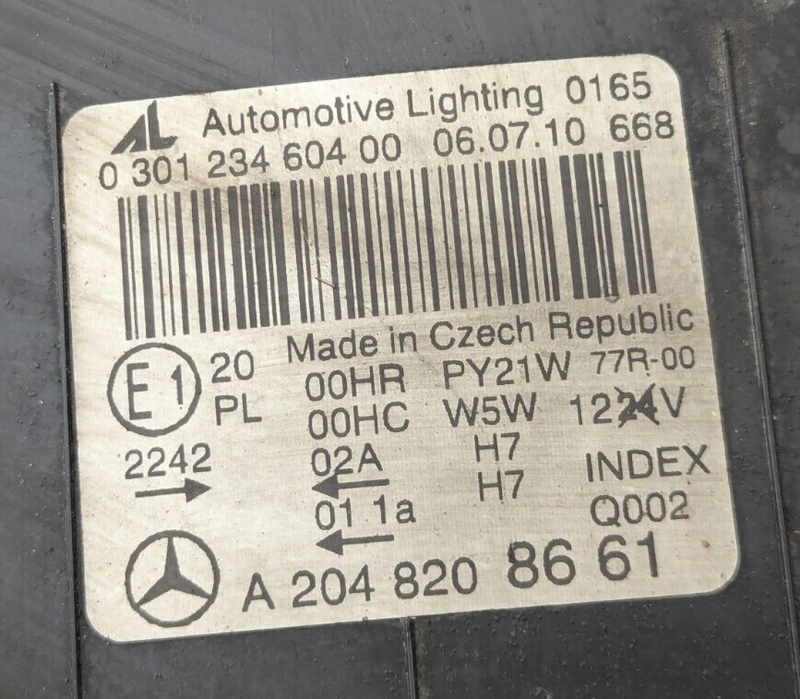 AL Automotive Lighting 0165
0 301 234 604 00 06.07.10 668
Made in Czech Republic
E1 20 00HR PY21W 77R-00
PL 00HC W5W 1224V
2242 02A H7
H7 INDEX
01 1a Q002
A 204 820 86 61